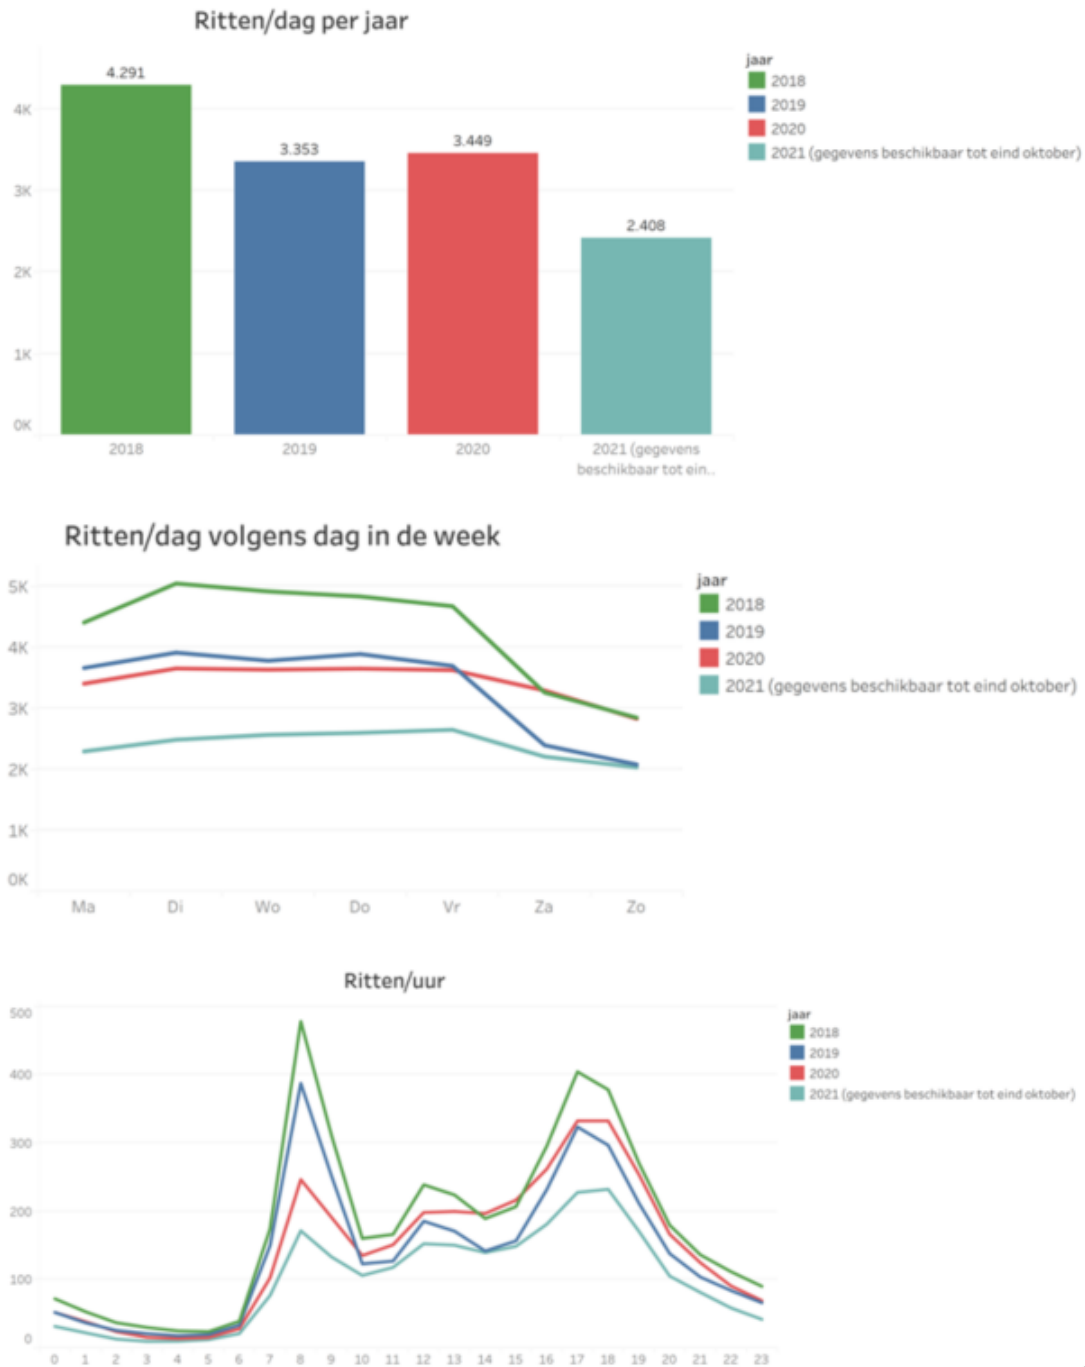 Ritten/dag per jaar
4.291
3.353
3.449
2.408
4K
3K
2K
1K
0K
2018
2019
2020
2021 (gegevens
beschikbaar tot ein..
jaar
2018
2019
2020
2021 (gegevens beschikbaar tot eind oktober)
Ritten/dag volgens dag in de week
5K
4K
3K
2K
1K
0K
Ma Di Wo Do Vr Za Zo
jaar
2018
2019
2020
2021 (gegevens beschikbaar tot eind oktober)
Ritten/uur
500
400
300
200
100
0
0 1 2 3 4 5 6 7 8 9 10 11 12 13 14 15 16 17 18 19 20 21 22 23
jaar
2018
2019
2020
2021 (gegevens beschikbaar tot eind oktober)